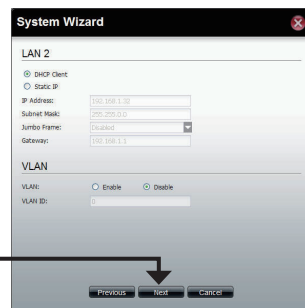 System Wizard
LAN 2
DHCP Client
Static IP
IP Address: 192.168.1.32
Subnet Mask: 255.255.0.0
Jumbo Frame: Disabled
Gateway: 192.168.1.1
VLAN
VLAN: Enable Disable
VLAN ID: 0
Previous Next Cancel